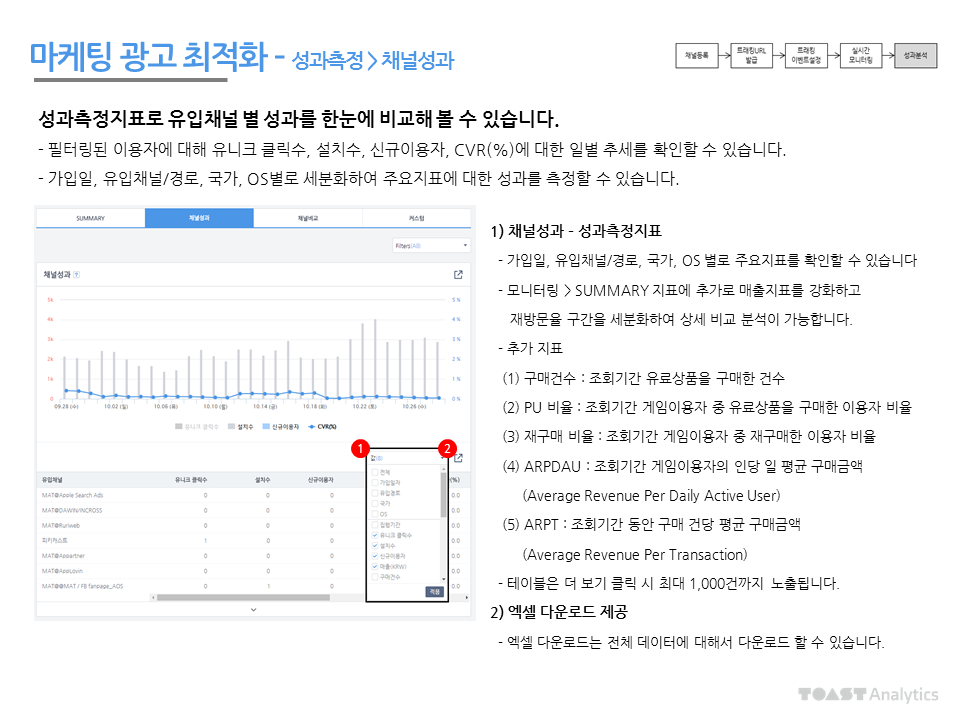 마케팅 광고 최적화 - 성과측정 > 채널성과
채널등록
트래킹URL
발급
트래킹
이벤트설정
실시간
모니터링
성과분석
성과측정지표로 유입채널 별 성과를 한눈에 비교해 볼 수 있습니다.
- 필터링된 이용자에 대해 유니크 클릭수, 설치수, 신규이용자, CVR(%)에 대한 일별 추세를 확인할 수 있습니다.
- 가입일, 유입채널/경로, 국가, OS별로 세분화하여 주요지표에 대한 성과를 측정할 수 있습니다.
SUMMARY 채널성과 채널비교 커스텀
Filters(All)
채널성과 ?
5k 5 %
4k 4 %
3k 3 %
2k 2 %
1k 1 %
0 0 %
09.28 (수) 10.02 (일) 10.06 (목) 10.10 (월) 10.14 (금) 10.18 (화) 10.22 (토) 10.26 (수)
유니크 클릭수 설치수 신규이용자 CVR(%)
1 2
유입채널 유니크 클릭수 설치수 신규이용자 (%)
MAT@Apple Search Ads 0 0 0 0.0
MAT@DAWIN/INCROSS 0 0 0 0.0
MAT@Runweb 0 0 0 0.0
피키캐스트 1 0 0 0.0
MAT@Appartner 0 0 0 0.0
MAT@AppLovin 0 0 0 0.0
MAT@@MAT / FB fanpage_AOS 0 1 0 0.0
전체
가입일자
유입경로
국가
OS
집행기간
유니크 클릭수
설치수
신규이용자
매출(KRW)
구매건수
적용
1) 채널성과 – 성과측정지표
- 가입일, 유입채널/경로, 국가, OS 별로 주요지표를 확인할 수 있습니다
- 모니터링 > SUMMARY 지표에 추가로 매출지표를 강화하고
재방문율 구간을 세분화하여 상세 비교 분석이 가능합니다.
- 추가 지표
(1) 구매건수 : 조회기간 유료상품을 구매한 건수
(2) PU 비율 : 조회기간 게임이용자 중 유료상품을 구매한 이용자 비율
(3) 재구매 비율 : 조회기간 게임이용자 중 재구매한 이용자 비율
(4) ARPDAU : 조회기간 게임이용자의 인당 일 평균 구매금액
(Average Revenue Per Daily Active User)
(5) ARPT : 조회기간 동안 구매 건당 평균 구매금액
(Average Revenue Per Transaction)
- 테이블은 더 보기 클릭 시 최대 1,000건까지 노출됩니다.
2) 엑셀 다운로드 제공
- 엑셀 다운로드는 전체 데이터에 대해서 다운로드 할 수 있습니다.
TOAST Analytics